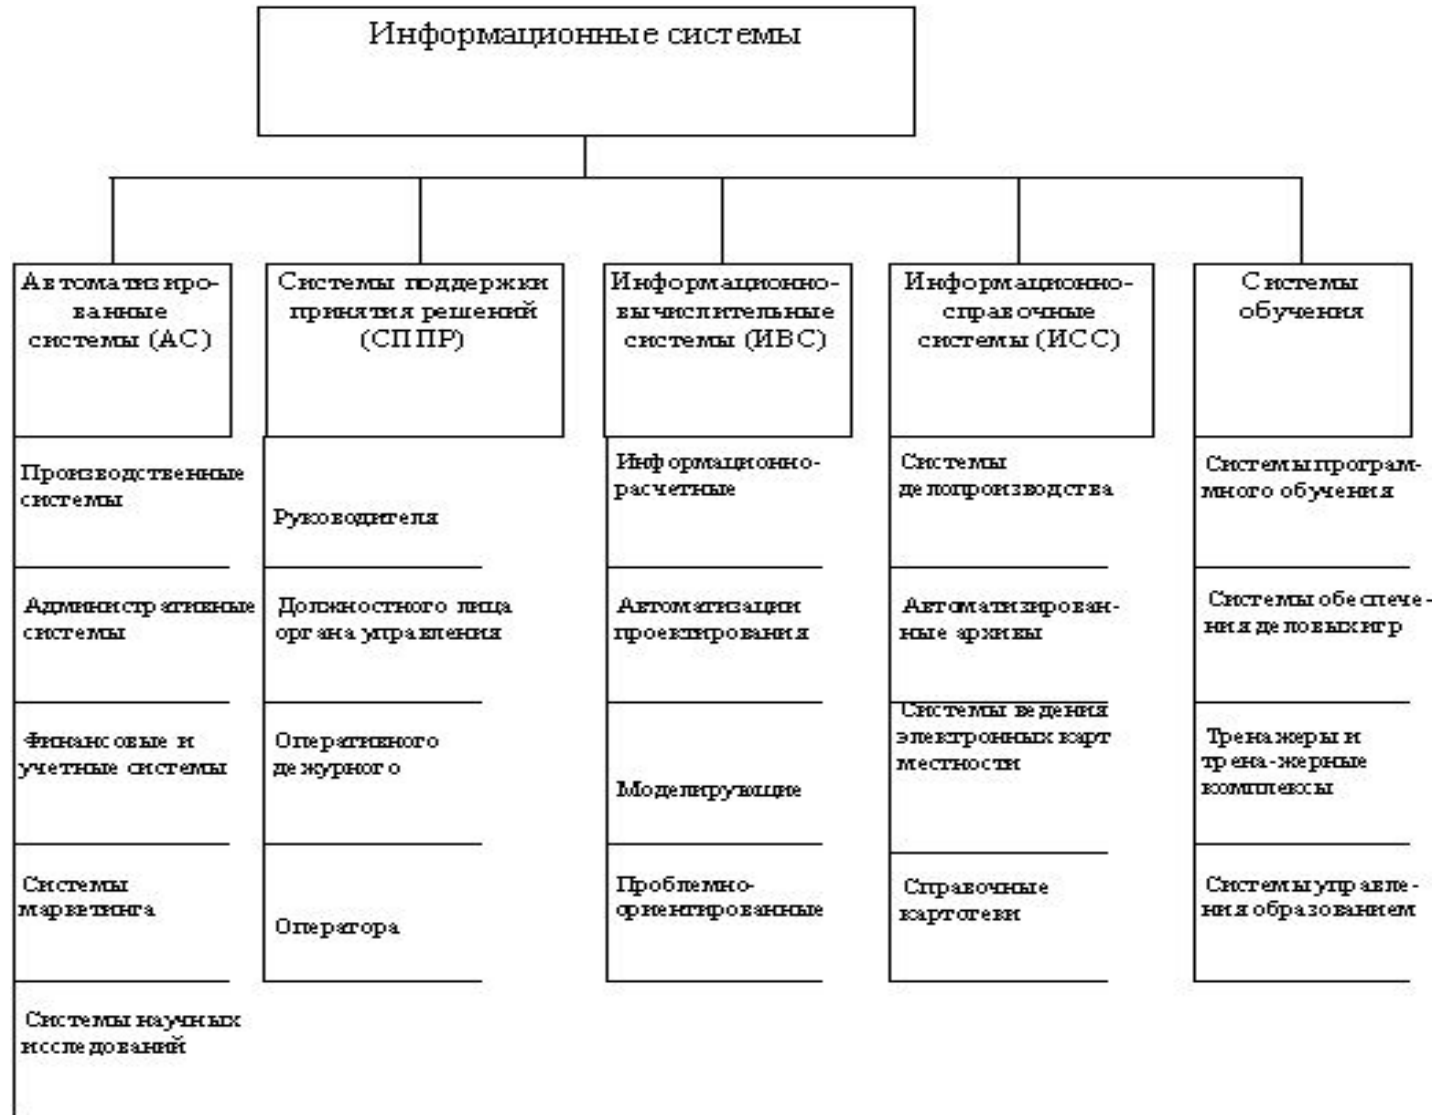 Информационные системы
Автоматизиро-
ванные
системы (АС)
Производственные
системы
Административные
системы
Финансовые и
учетные системы
Системы
маркетинга
Системы научных
исследований
Системы поддержки
принятия решений
(СППР)
Руководителя
Должностного лица
органа управления
Оперативного
дежурного
Оператора
Информационно-
вычислительные
системы (ИВС)
Информационно-
расчетные
Автоматизации
проектирования
Моделирующие
Проблемно-
ориентированные
Информационно-
справочные
системы (ИСС)
Системы
делопроизводства
Автоматизирован-
ные архивы
Системы ведения
электронных карт
местности
Справочные
картотеки
Системы
обучения
Системы програм-
много обучения
Системы обеспече-
ния деловых игр
Тренажеры и
трена-жерные
комплексы
Системы управле-
ния образованием